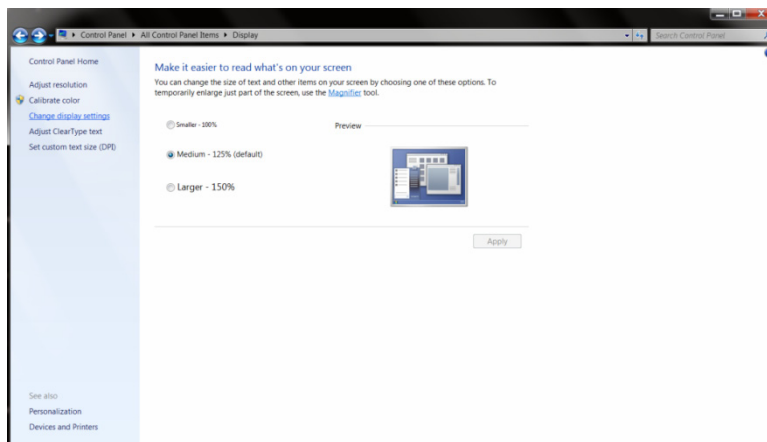 Control Panel ▸ All Control Panel Items ▸ Display
Search Control Panel
Control Panel Home
Adjust resolution
Calibrate color
Change display settings
Adjust ClearType text
Set custom text size (DPI)
Make it easier to read what's on your screen
You can change the size of text and other items on your screen by choosing one of these options. To
temporarily enlarge just part of the screen, use the Magnifier tool.
Smaller - 100%
Preview
Medium - 125% (default)
Larger - 150%
Apply
See also
Personalization
Devices and Printers